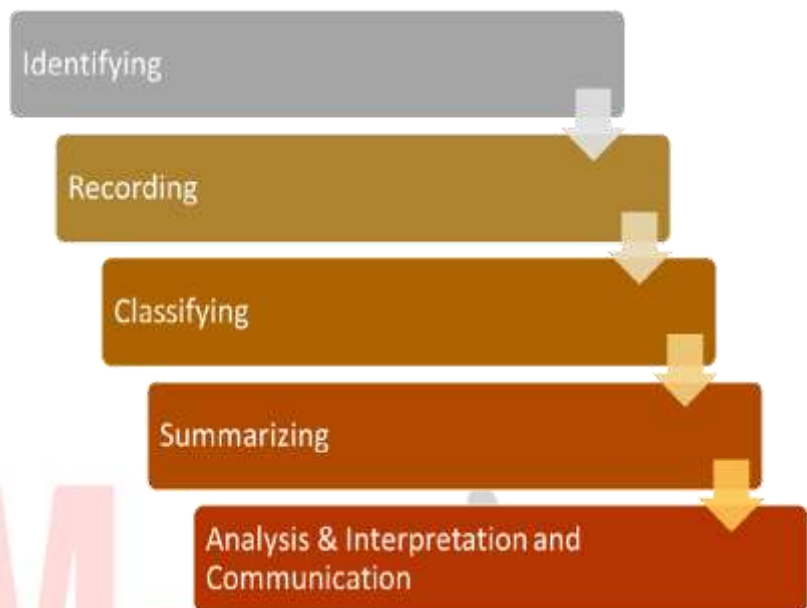 Identifying
Recording
Classifying
Summarizing
Analysis & Interpretation and
Communication